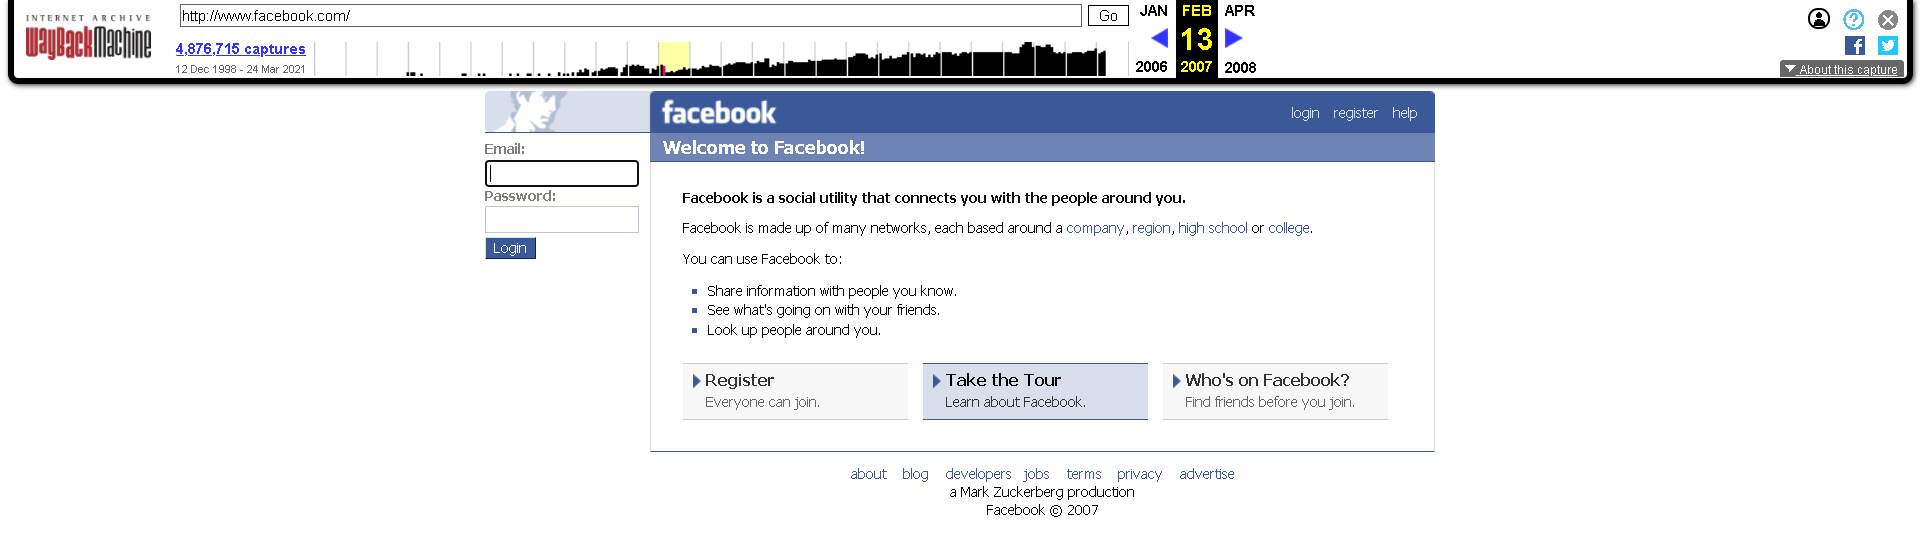 INTERNET ARCHIVE
WayBackMachine
http://www.facebook.com/
Go
JAN FEB APR
4,876,715 captures
13
12 Dec 1998 - 24 Mar 2021
2006 2007 2008
About this capture
facebook
login register help
Welcome to Facebook!
Email:
Password:
Login
Facebook is a social utility that connects you with the people around you.
Facebook is made up of many networks, each based around a company, region, high school or college.
You can use Facebook to:
Share information with people you know.
See what's going on with your friends.
Look up people around you.
Register
Everyone can join.
Take the Tour
Learn about Facebook.
Who's on Facebook?
Find friends before you join.
about blog developers jobs terms privacy advertise
a Mark Zuckerberg production
Facebook © 2007